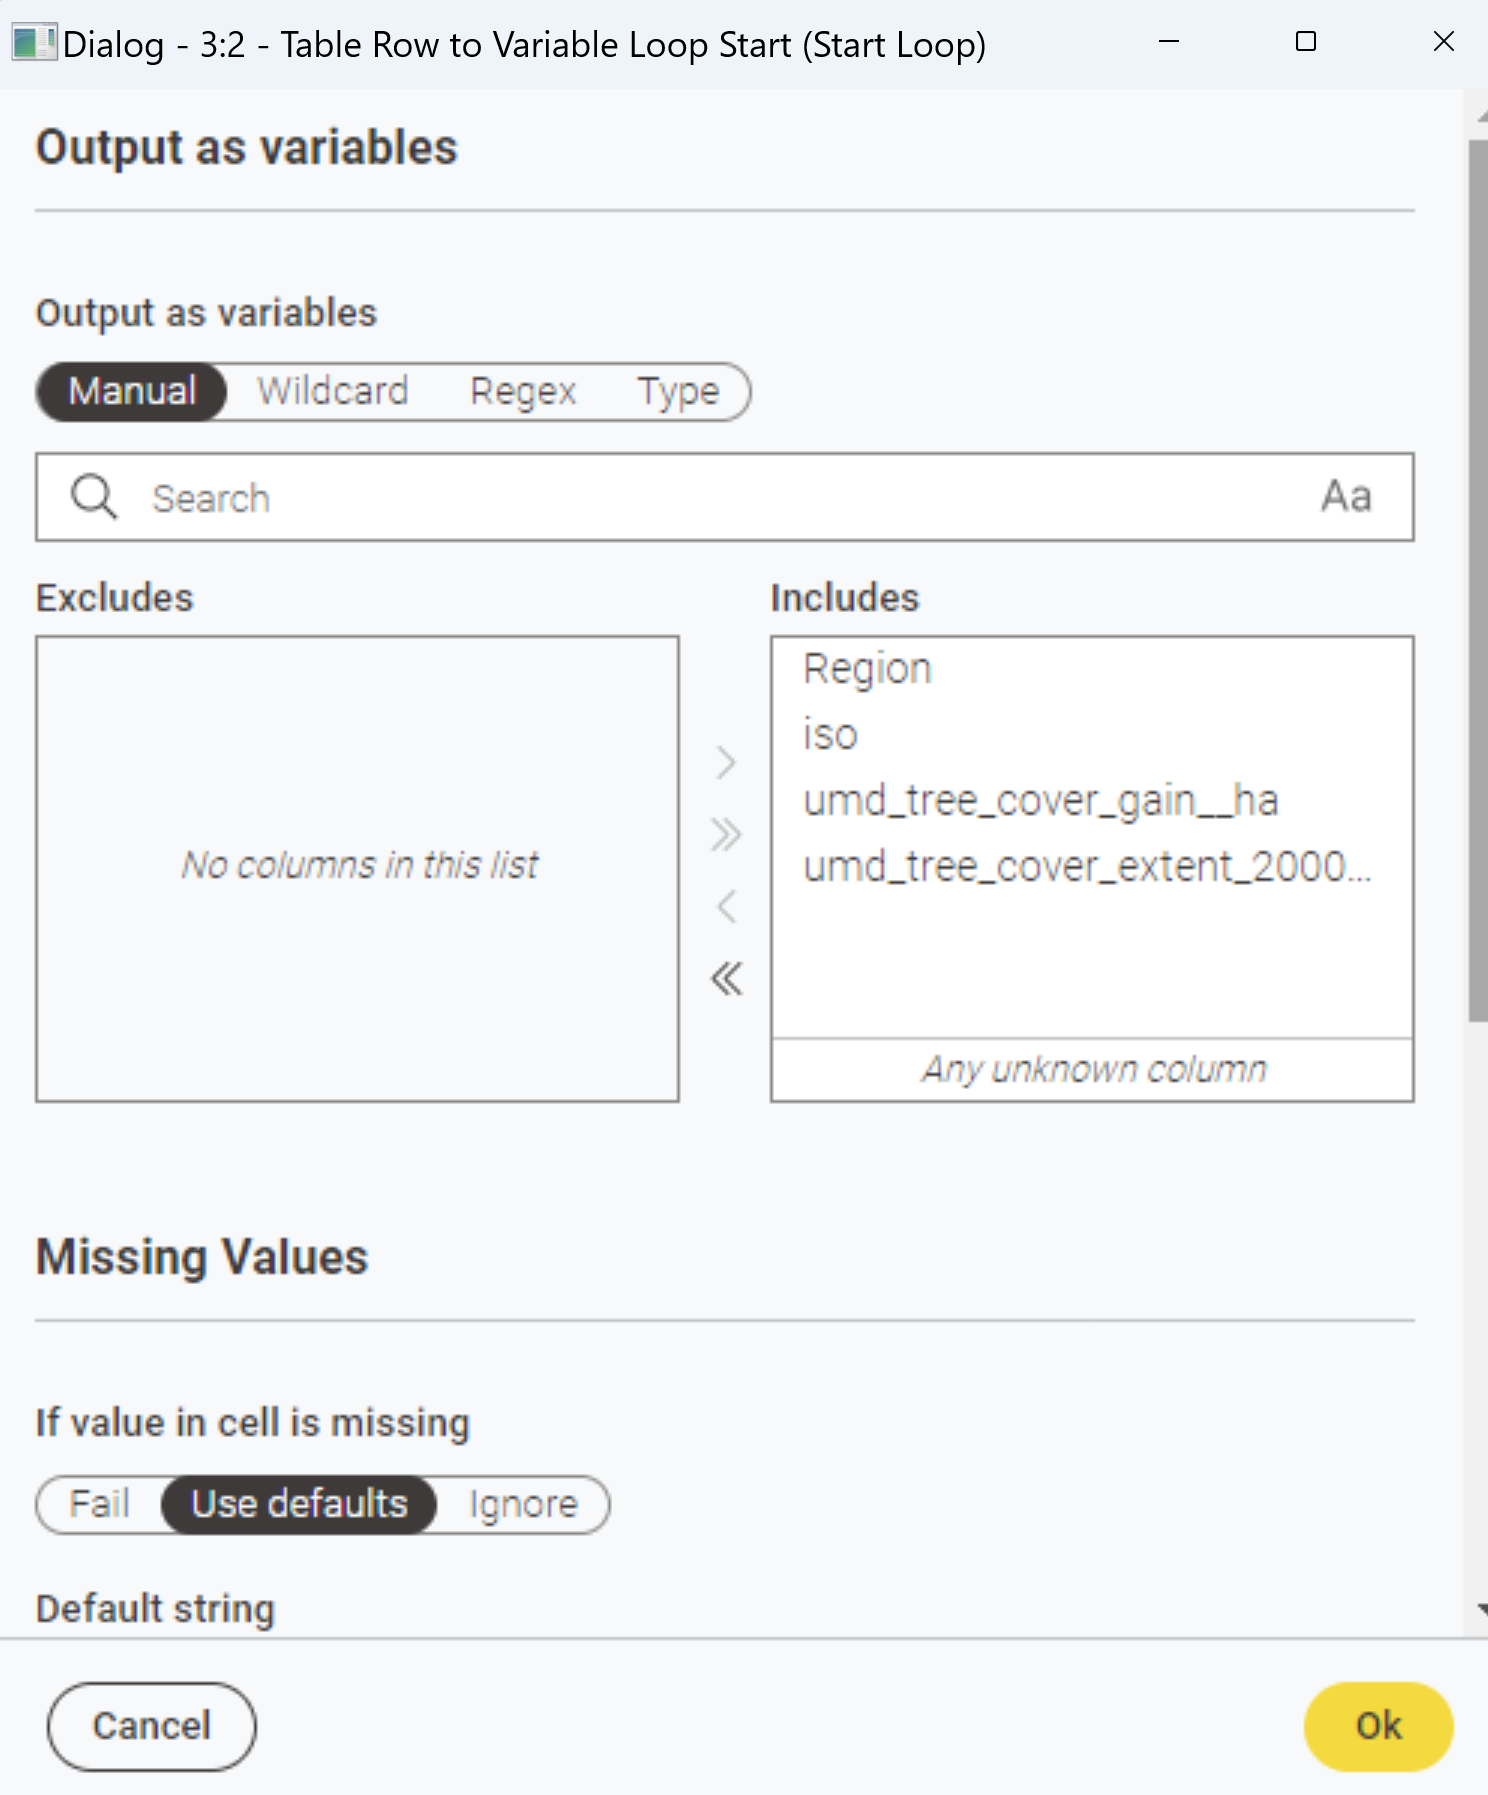 Dialog - 3:2 - Table Row to Variable Loop Start (Start Loop)
Output as variables
Output as variables
Manual Wildcard Regex Type
Search Aa
Excludes Includes
Region
iso
umd_tree_cover_gain__ha
No columns in this list umd_tree_cover_extent_2000...
Any unknown column
Missing Values
If value in cell is missing
Fail Use defaults Ignore
Default string
Cancel Ok